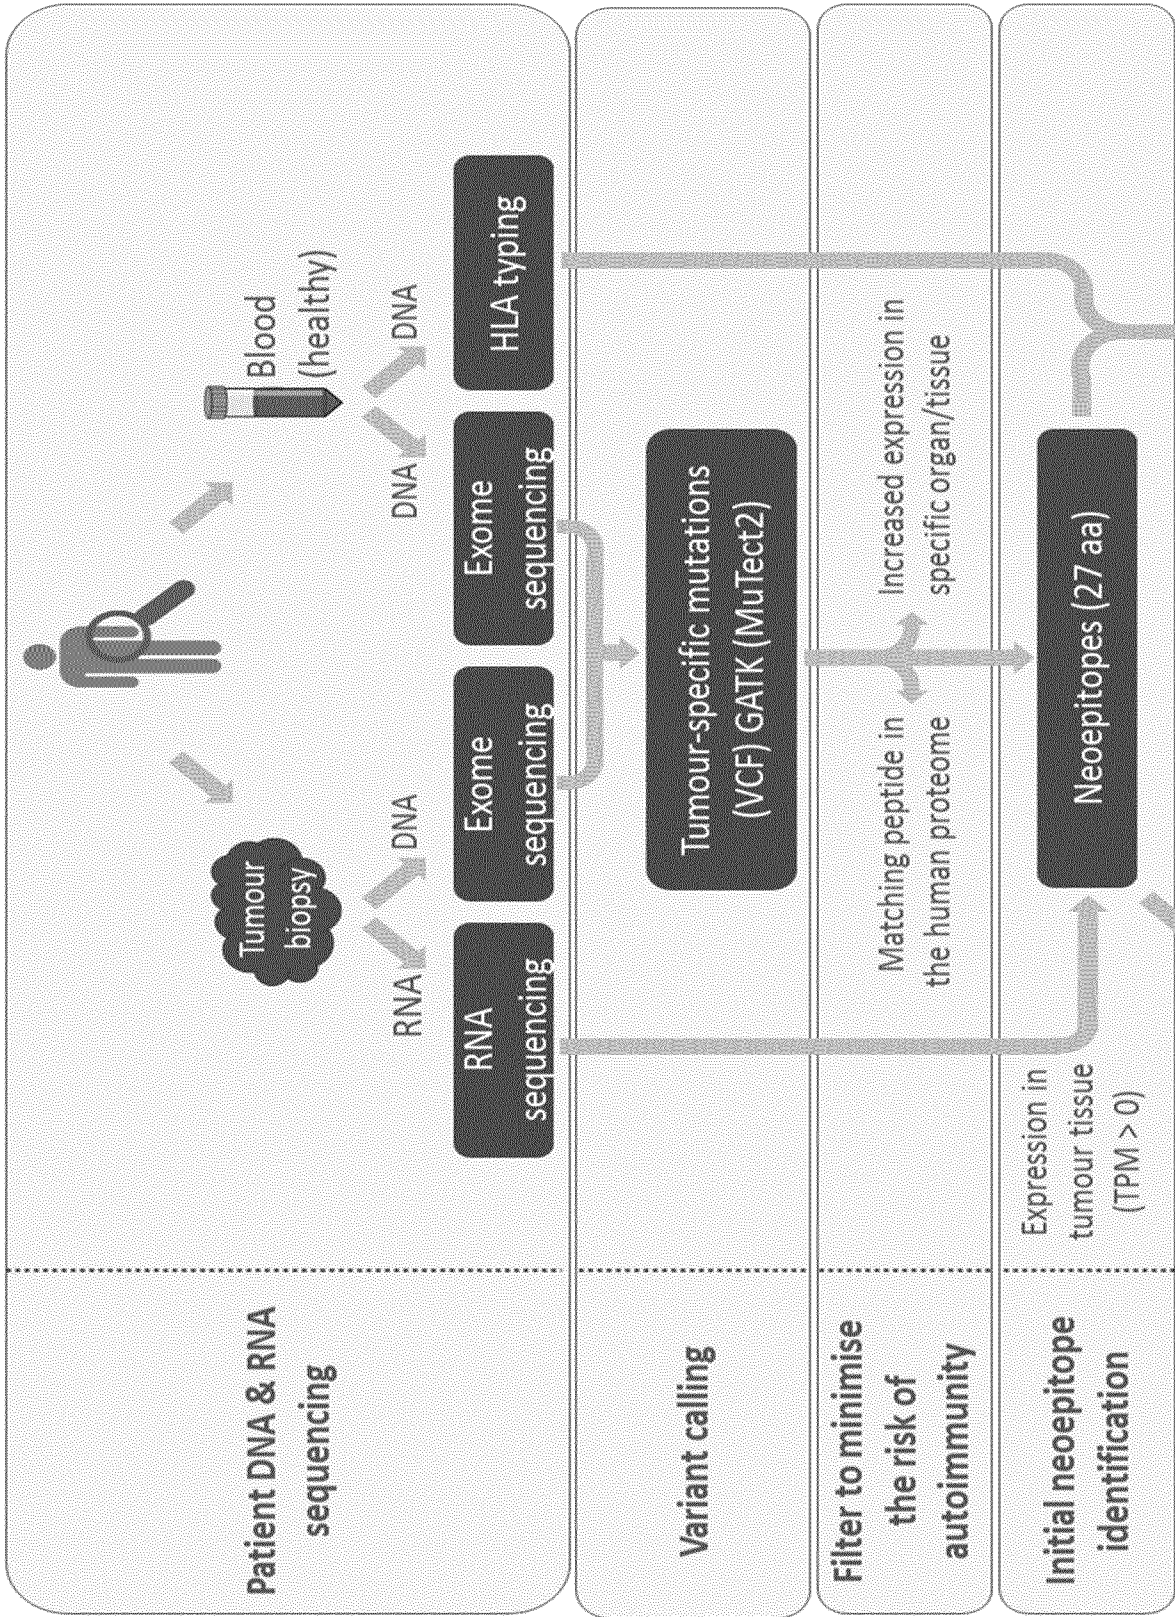 Patient DNA & RNA
sequencing
Tumour
biopsy
Blood
(healthy)
RNA
DNA
DNA
DNA
RNA
sequencing
Exome
sequencing
Exome
sequencing
HLA typing
Variant calling
Tumour-specific mutations
(VCF) GATK (MuTect2)
Filter to minimise
the risk of
autoimmunity
Matching peptide in
the human proteome
Increased expression in
specific organ/tissue
Initial neoepitope
identification
Expression in
tumour tissue
(TPM > 0)
Neoepitopes (27 aa)